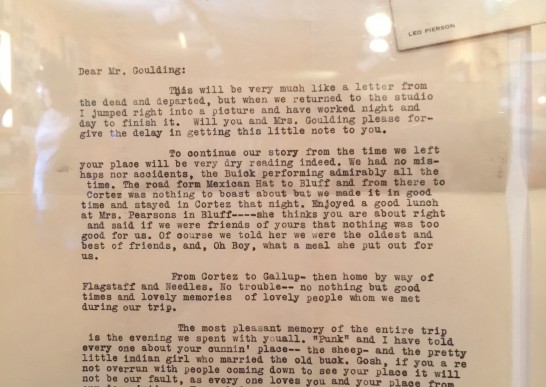 LEO PIERSON
Dear Mr. Goulding:
This will be very much like a letter from
the dead and departed, but when we returned to the studio
I jumped right into a picture and have worked night and
day to finish it. Will you and Mrs. Goulding please for-
give the delay in getting this little note to you.
To continue our story from the time we left
your place will be very dry reading indeed. We had no mis-
haps nor accidents, the Buick performing admirably all the
time. The road form Mexican Hat to Bluff and from there to
Cortez was nothing to boast about but we made it in good
time and stayed in Cortez that night. Enjoyed a good lunch
at Mrs. Pearsons in Bluff----she thinks you are about right
and said if we were friends of yours that nothing was too
good for us. Of course we told her we were the oldest and
best of friends, and, Oh Boy, what a meal she put out for
us.
From Cortez to Gallup- then home by way of
Flagstaff and Needles. No trouble-- no nothing but good
times and lovely memories of lovely people whom we met
during our trip.
The most pleasant memory of the entire trip
is the evening we spent with youall. "Punk" and I have told
every one about your cunnin' place-- the sheep- and the pretty
little indian girl who married the old buck. Gosh, if you a re
not overrun with people coming down to see your place it will
not be our fault, as every one loves you and your place from